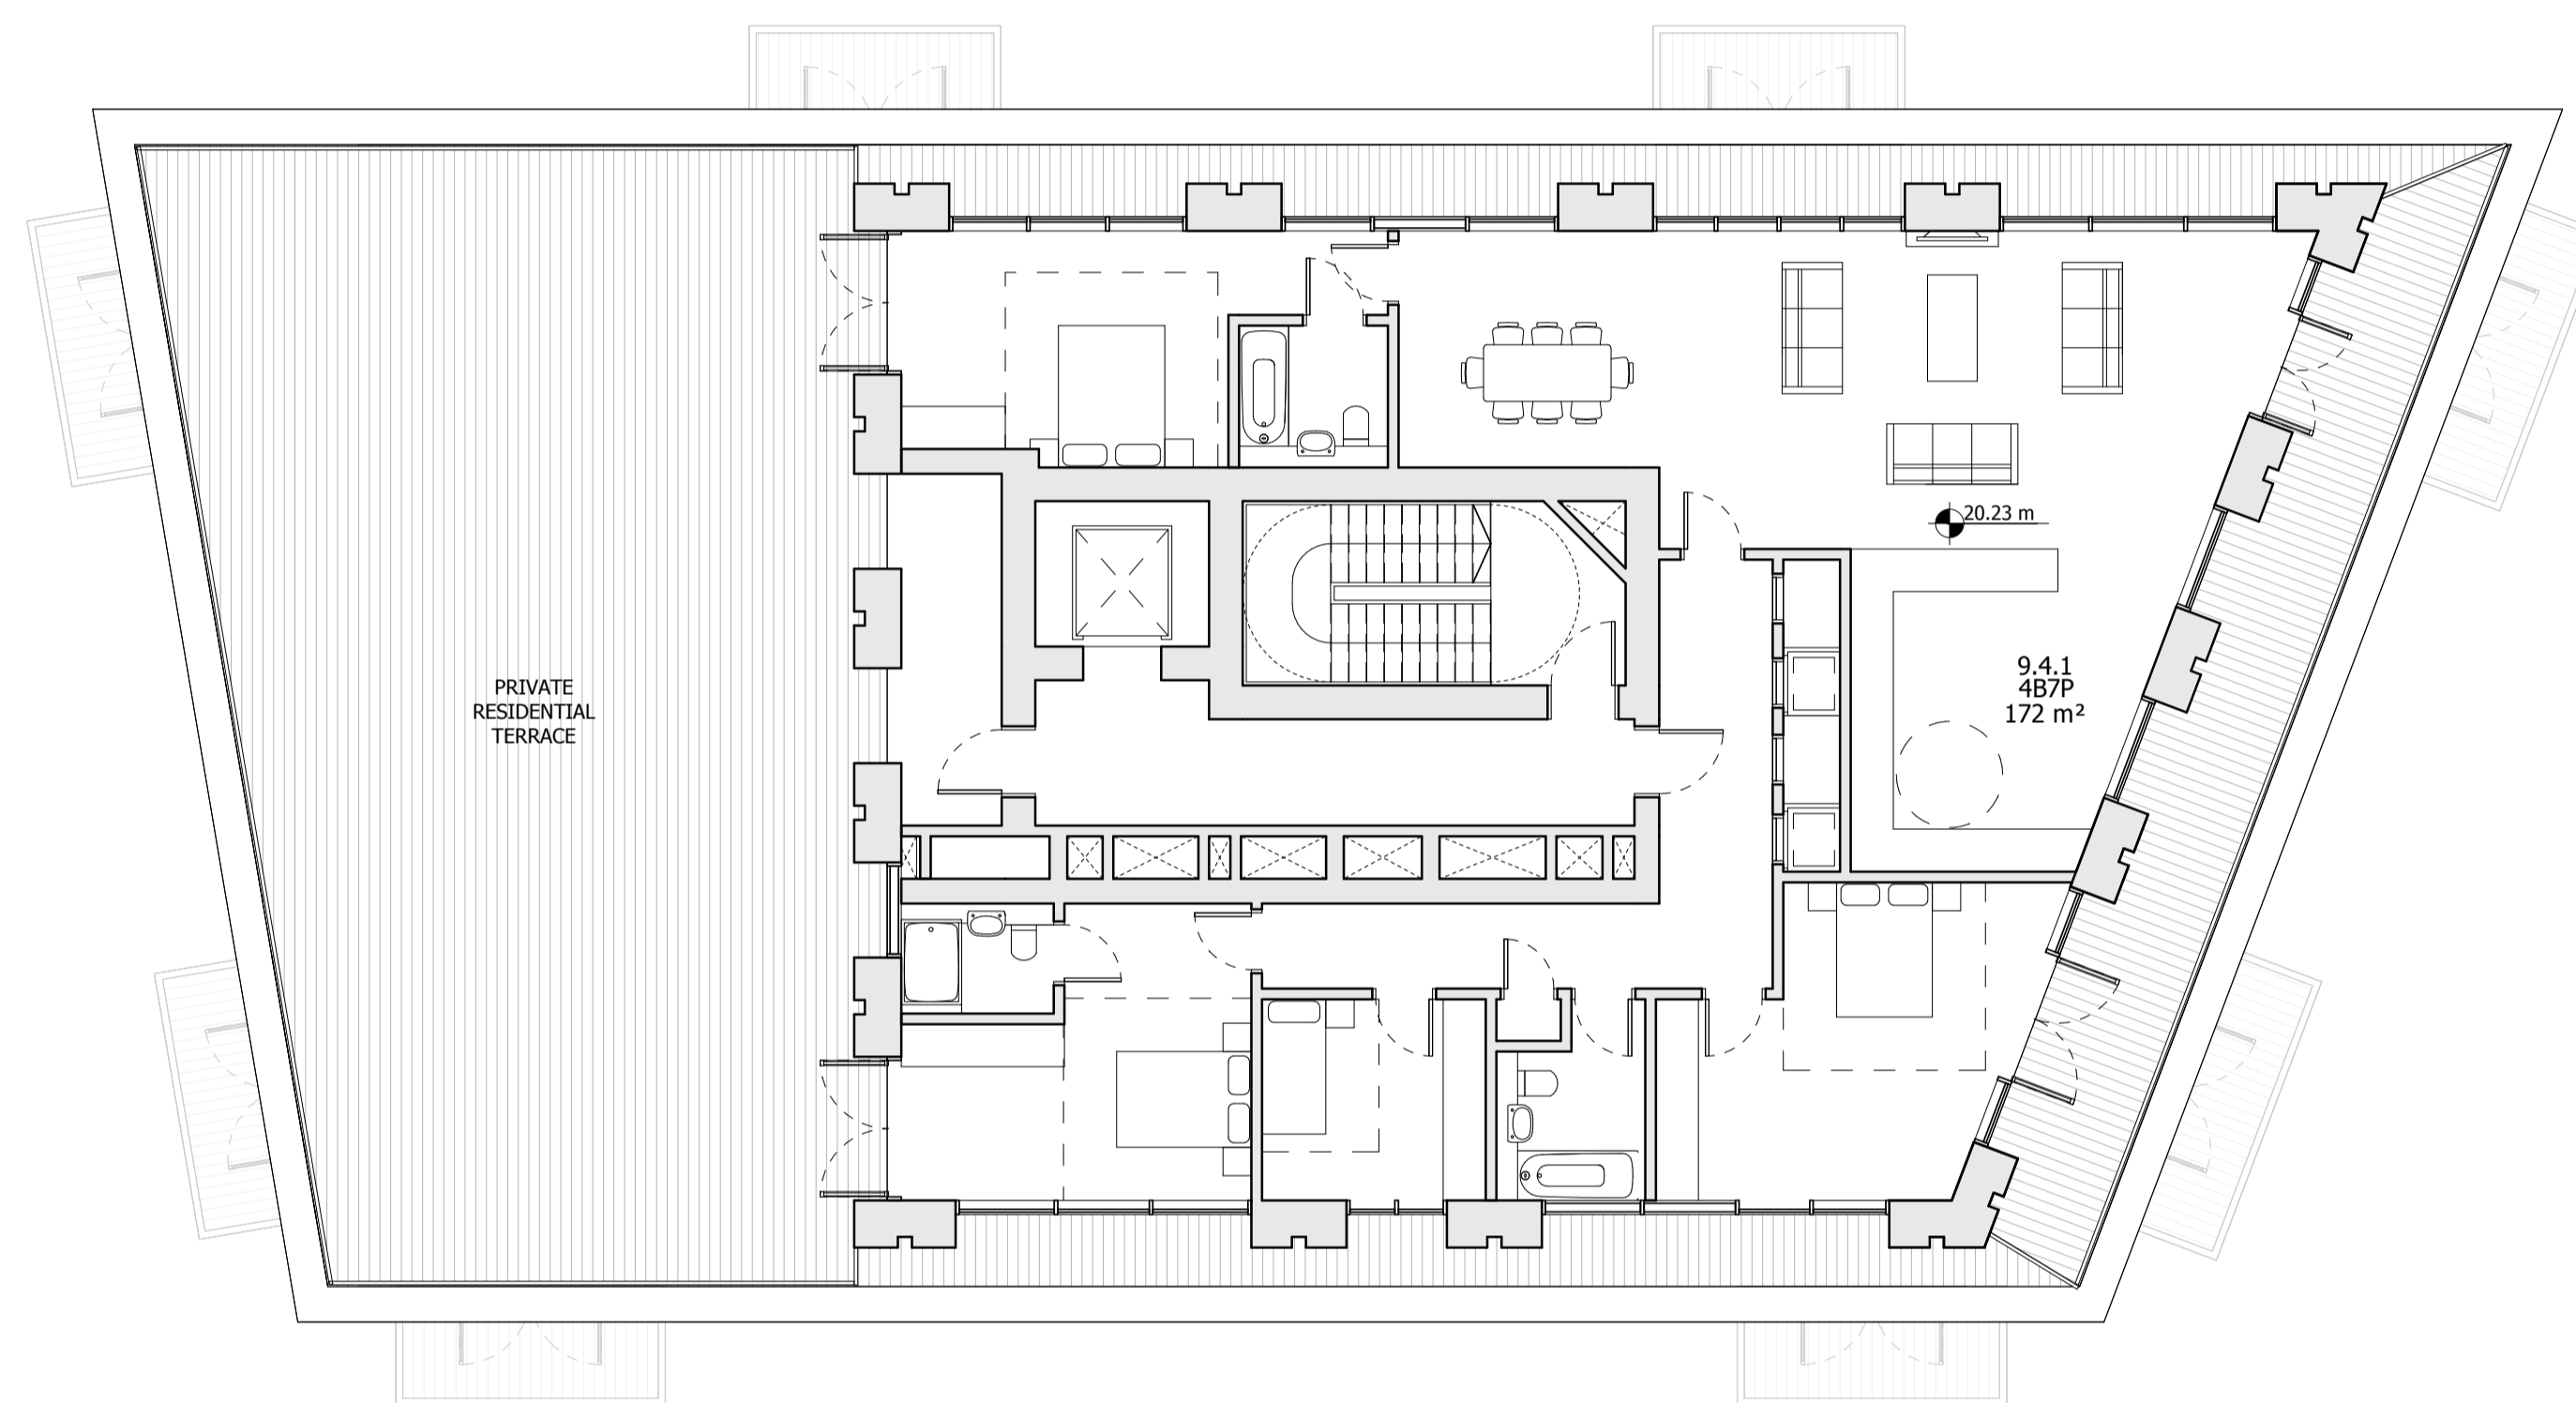 20.23 m
9.4.1
4B7P
172 m²
PRIVATE
RESIDENTIAL
TERRACE